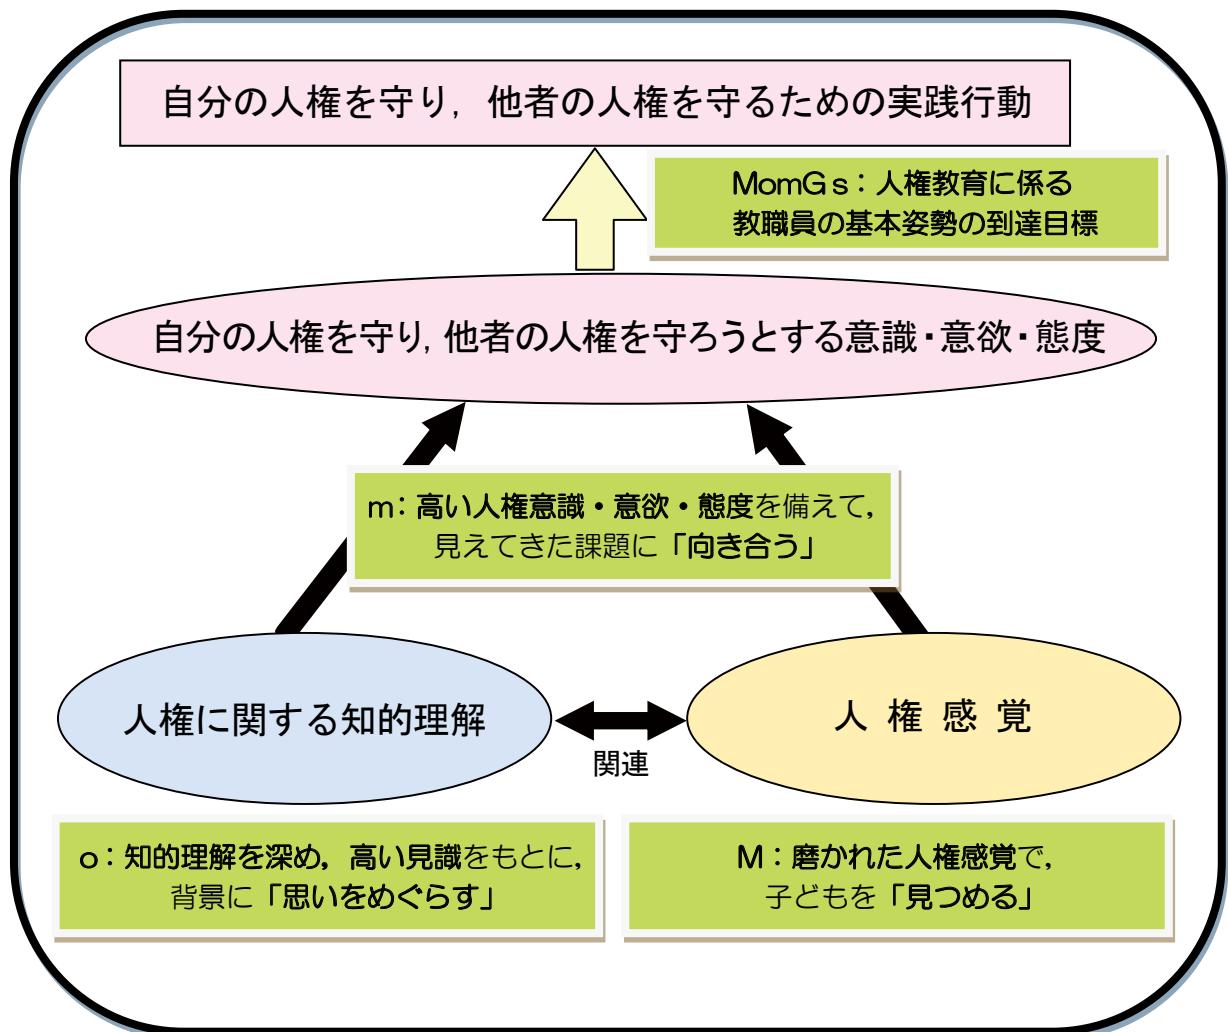 自分の人権を守り，他者の人権を守るための実践行動
MomGs：人権教育に係る
教職員の基本姿勢の到達目標
自分の人権を守り，他者の人権を守ろうとする意識・意欲・態度
m：高い人権意識・意欲・態度を備えて，
見えてきた課題に「向き合う」
人権に関する知的理解
人 権 感 覚
関連
o：知的理解を深め，高い見識をもとに，
背景に「思いをめぐらす」
M：磨かれた人権感覚で，
子どもを「見つめる」